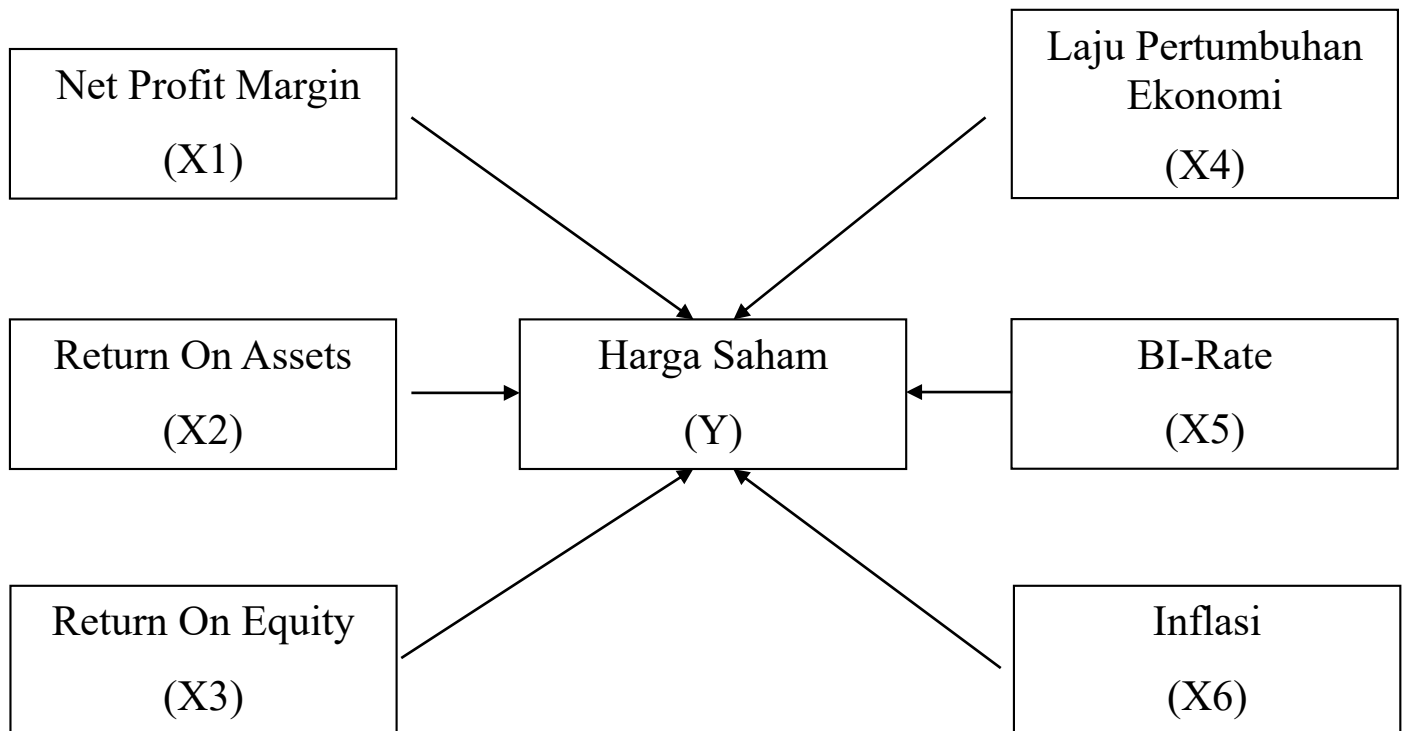 Net Profit Margin
(X1)
Laju Pertumbuhan
Ekonomi
(X4)
Return On Assets
(X2)
Harga Saham
(Y)
BI-Rate
(X5)
Return On Equity
(X3)
Inflasi
(X6)